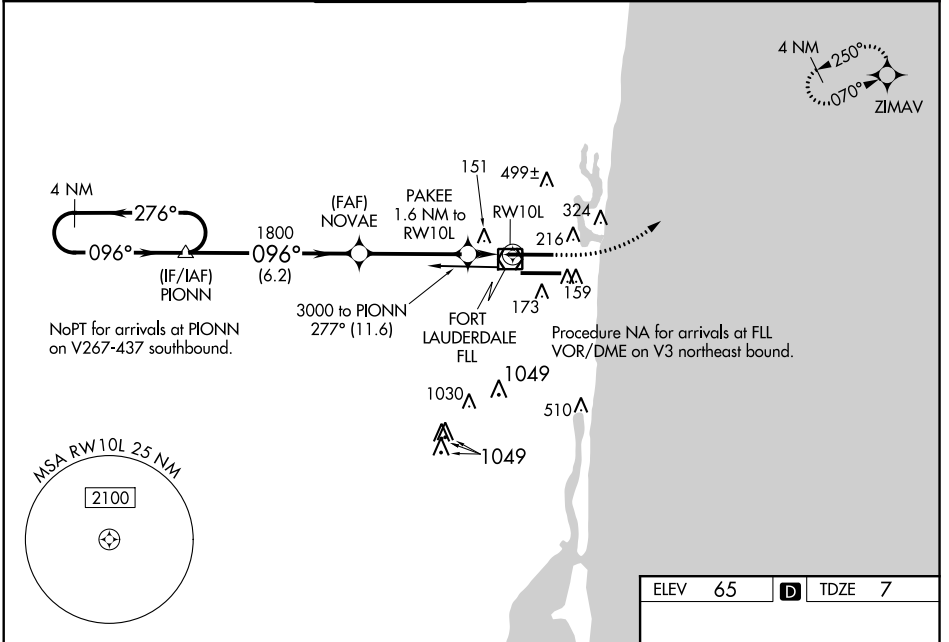 4 NM
250°
070°
ZIMAV
151
499±
4 NM
276°
(FAF)
NOVAE
PAKEE
1.6 NM to
RW10L
RW10L
324
216
1800
096°
096°
(6.2)
(IF/IAF)
PIONN
3000 to PIONN
277° (11.6)
173
159
NoPT for arrivals at PIONN
on V267-437 southbound.
FORT
LAUDERDALE
FLL
Procedure NA for arrivals at FLL
VOR/DME on V3 northeast bound.
1049
1030
510
1049
MSA RW10L 25 NM
2100
ELEV 65 D TDZE 7